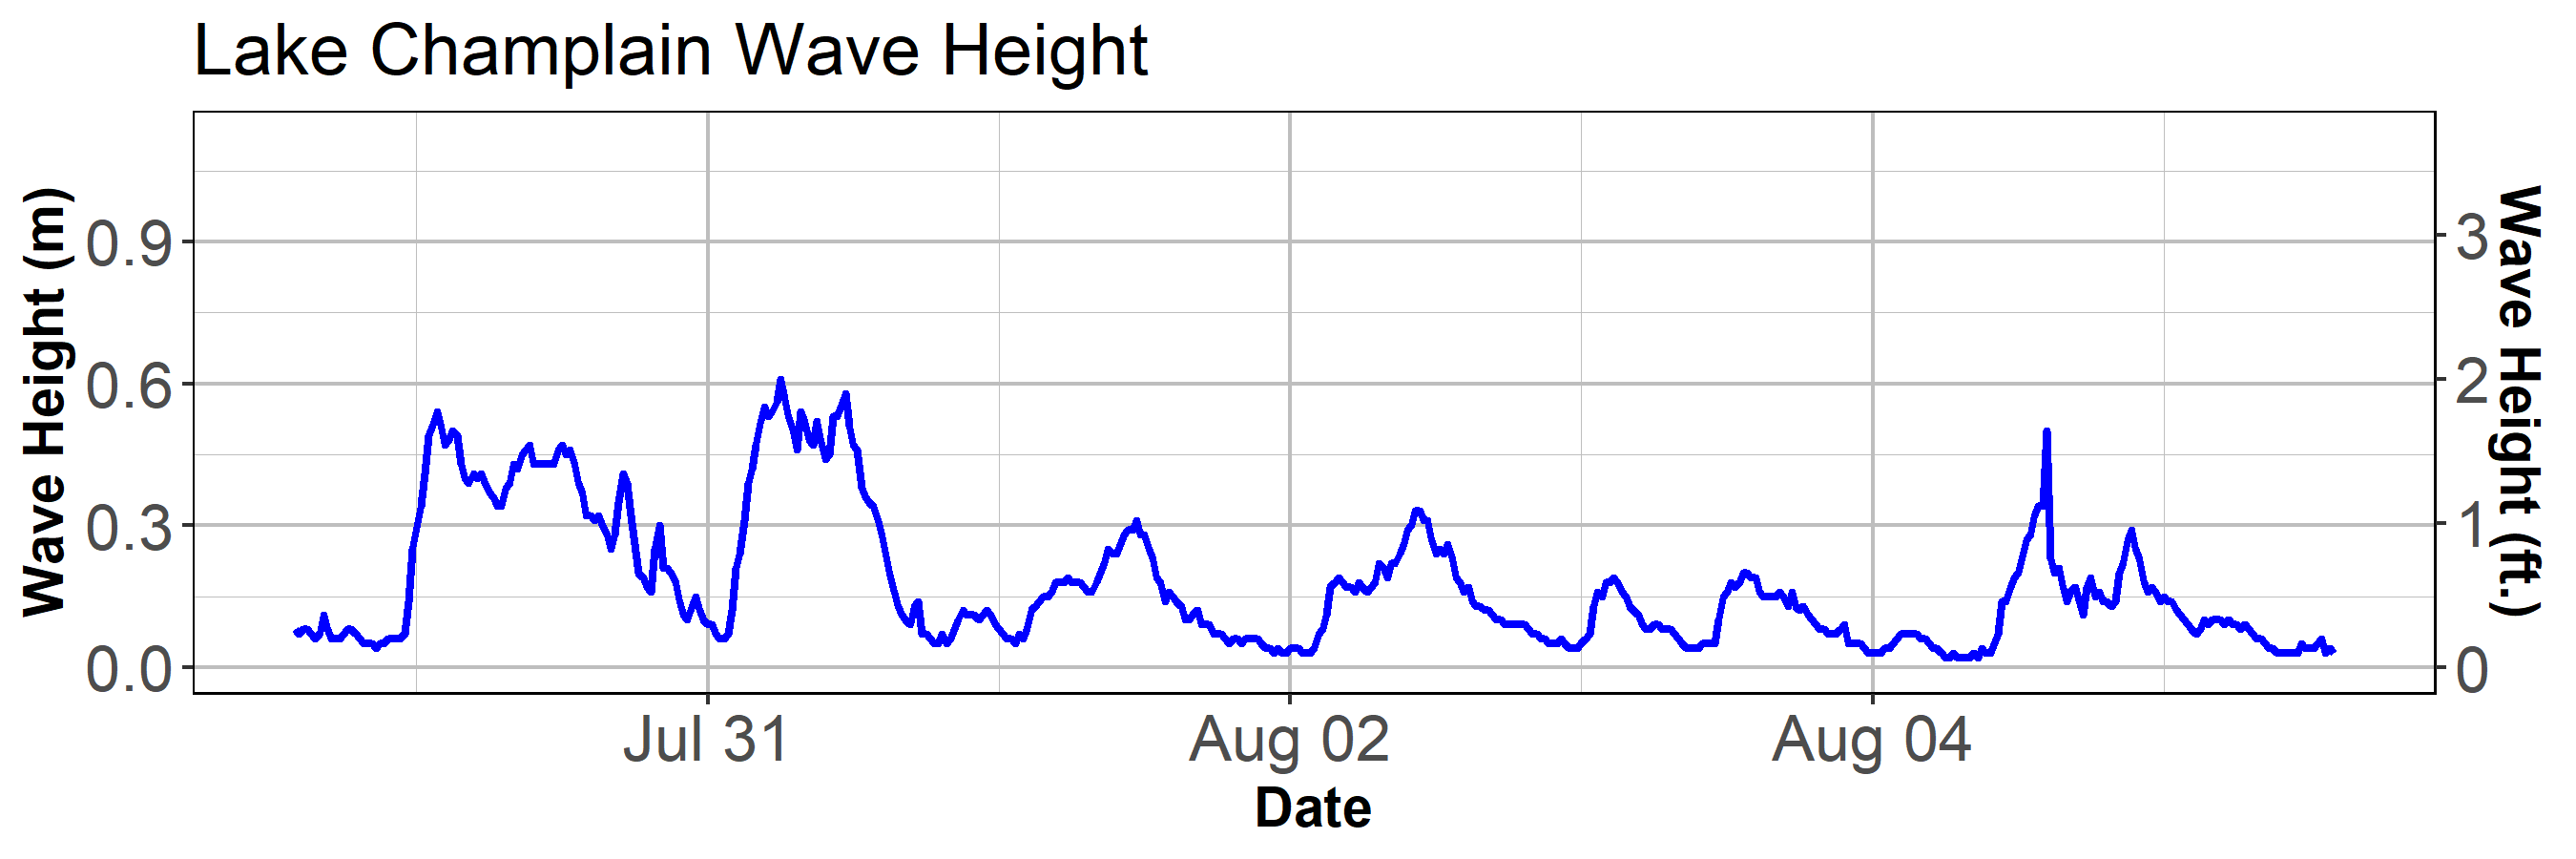 Lake Champlain Wave Height
Wave Height (m)
0.9
0.6
0.3
0.0
3
2
1
0
Wave Height (ft.)
Jul 31
Aug 02
Aug 04
Date